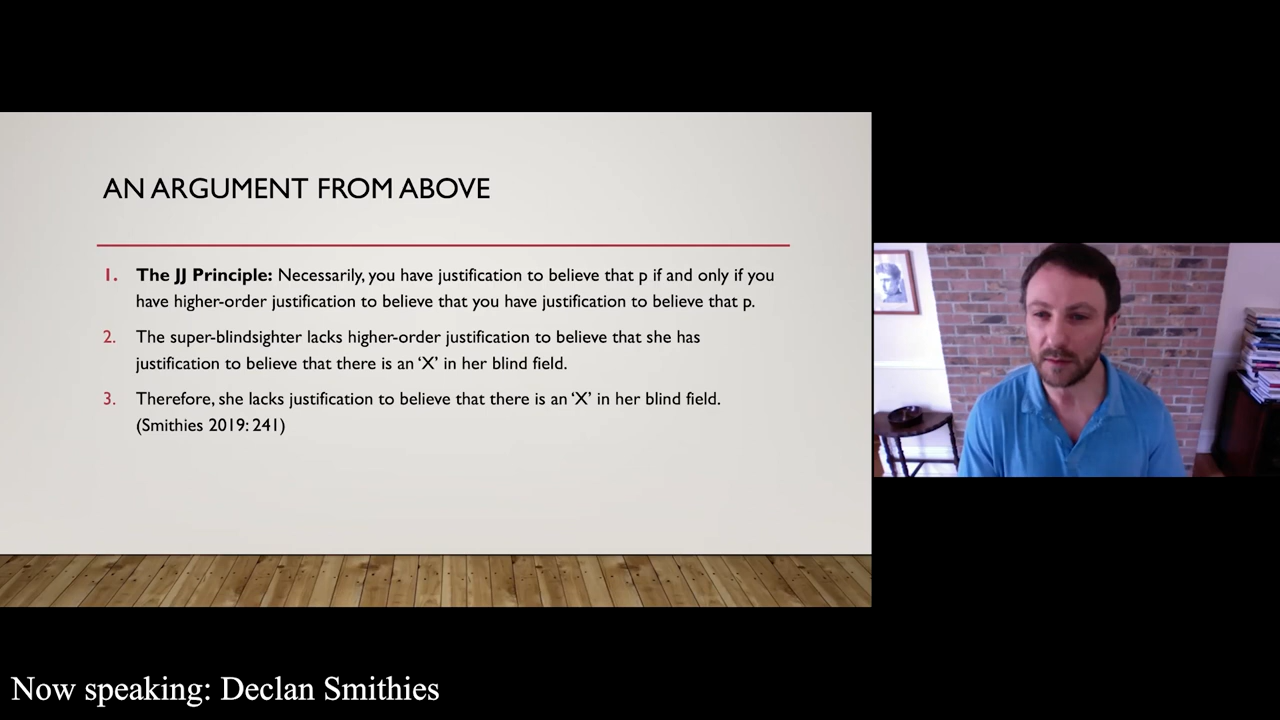 AN ARGUMENT FROM ABOVE
1. The JJ Principle: Necessarily, you have justification to believe that p if and only if you
have higher-order justification to believe that you have justification to believe that p.
2. The super-blindsighter lacks higher-order justification to believe that she has
justification to believe that there is an ‘X’ in her blind field.
3. Therefore, she lacks justification to believe that there is an ‘X’ in her blind field.
(Smithies 2019: 241)
Now speaking: Declan Smithies